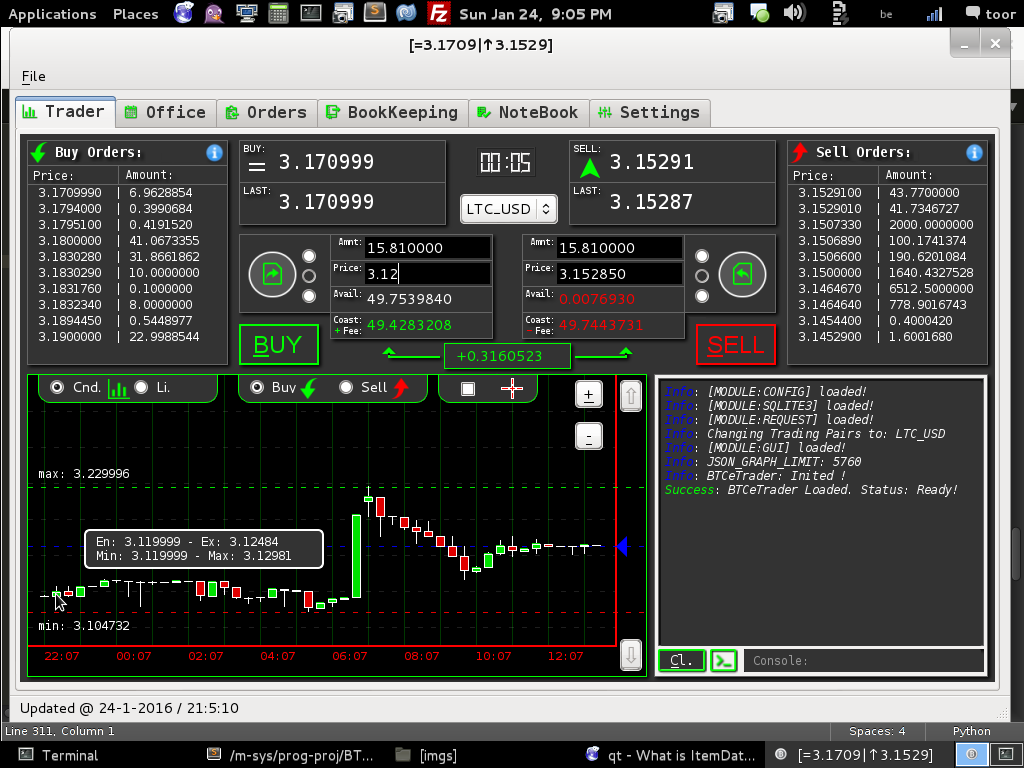 Applications Places Sun Jan 24, 9:05 PM be toor
[=3.1709|↑3.1529]
File
Trader Office Orders BookKeeping NoteBook Settings
Buy Orders:
Price: Amount:
3.1709990 | 6.9628854
3.1794000 | 0.3990684
3.1795100 | 0.4191520
3.1800000 | 41.0673355
3.1830280 | 31.8661862
3.1830290 | 10.0000000
3.1831760 | 0.1000000
3.1832340 | 8.0000000
3.1894450 | 0.5448977
3.1900000 | 22.9988544
BUY: 3.170999
LAST: 3.170999
00:05
LTC_USD
SELL: 3.15291
LAST: 3.15287
Amnt: 15.810000
Price: 3.12
Avail: 49.7539840
Coast: + Fee: 49.4283208
BUY
Amnt: 15.810000
Price: 3.152850
Avail: 0.0076930
Coast: - Fee: 49.7443731
SELL
+0.3160523
Sell Orders:
Price: Amount:
3.1529100 | 43.7700000
3.1529010 | 41.7346727
3.1507330 | 2000.0000000
3.1506890 | 100.1741374
3.1506600 | 190.6201084
3.1500000 | 1640.4327528
3.1464670 | 6512.5000000
3.1464640 | 778.9016743
3.1454400 | 0.4000420
3.1452900 | 1.6001680
Cnd. Li. Buy Sell
+
-
max: 3.229996
En: 3.119999 - Ex: 3.12484
Min: 3.119999 - Max: 3.12981
min: 3.104732
22:07 00:07 02:07 04:07 06:07 08:07 10:07 12:07
Info: [MODULE:CONFIG] loaded!
Info: [MODULE:SQLITE3] loaded!
Info: [MODULE:REQUEST] loaded!
Info: Changing Trading Pairs to: LTC_USD
Info: [MODULE:GUI] loaded!
Info: JSON_GRAPH_LIMIT: 5760
Info: BTCeTrader: Inited !
Success: BTCeTrader Loaded. Status: Ready!
Cl. Console:
Updated @ 24-1-2016 / 21:5:10
Line 311, Column 1 Spaces: 4 Python
Terminal /m-sys/prog-proj/BT... [imgs] qt - What is ItemDat... [=3.1709|↑3.1529]